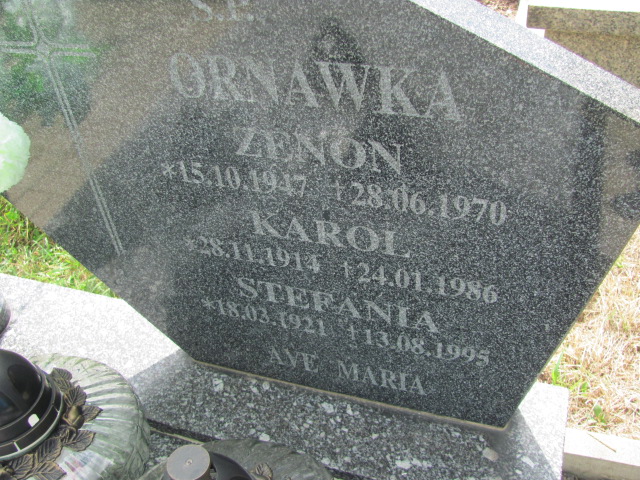 Ś.P.
ORNAWKA
ZENON
*15.10.1947 †28.06.1970
KAROL
*28.11.1914 †24.01.1986
STEFANIA
*18.02.1921 †13.08.1995
AVE MARIA